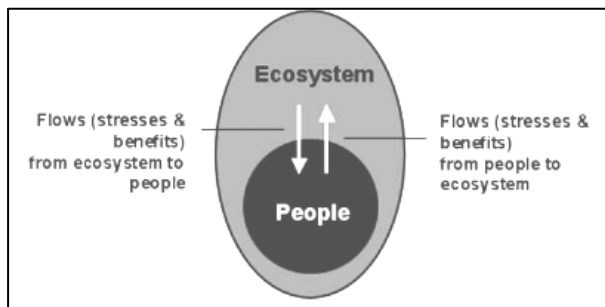 Ecosystem
Flows (stresses &
benefits)
from ecosystem to
people
Flows (stresses &
benefits)
from people to
ecosystem
People